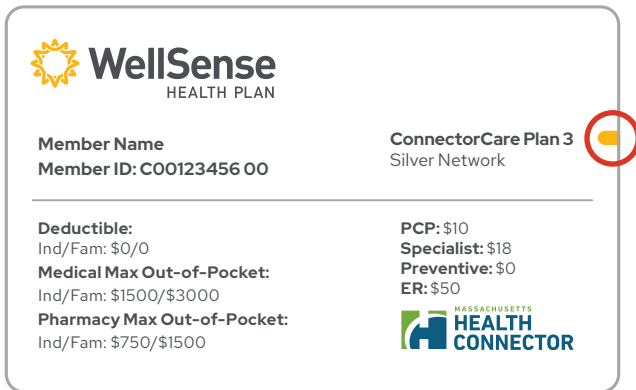 WellSense
HEALTH PLAN
Member Name
Member ID: C00123456 00
ConnectorCare Plan 3
Silver Network
Deductible:
Ind/Fam: $0/0
Medical Max Out-of-Pocket:
Ind/Fam: $1500/$3000
Pharmacy Max Out-of-Pocket:
Ind/Fam: $750/$1500
PCP: $10
Specialist: $18
Preventive: $0
ER: $50
MASSACHUSETTS
HEALTH
CONNECTOR